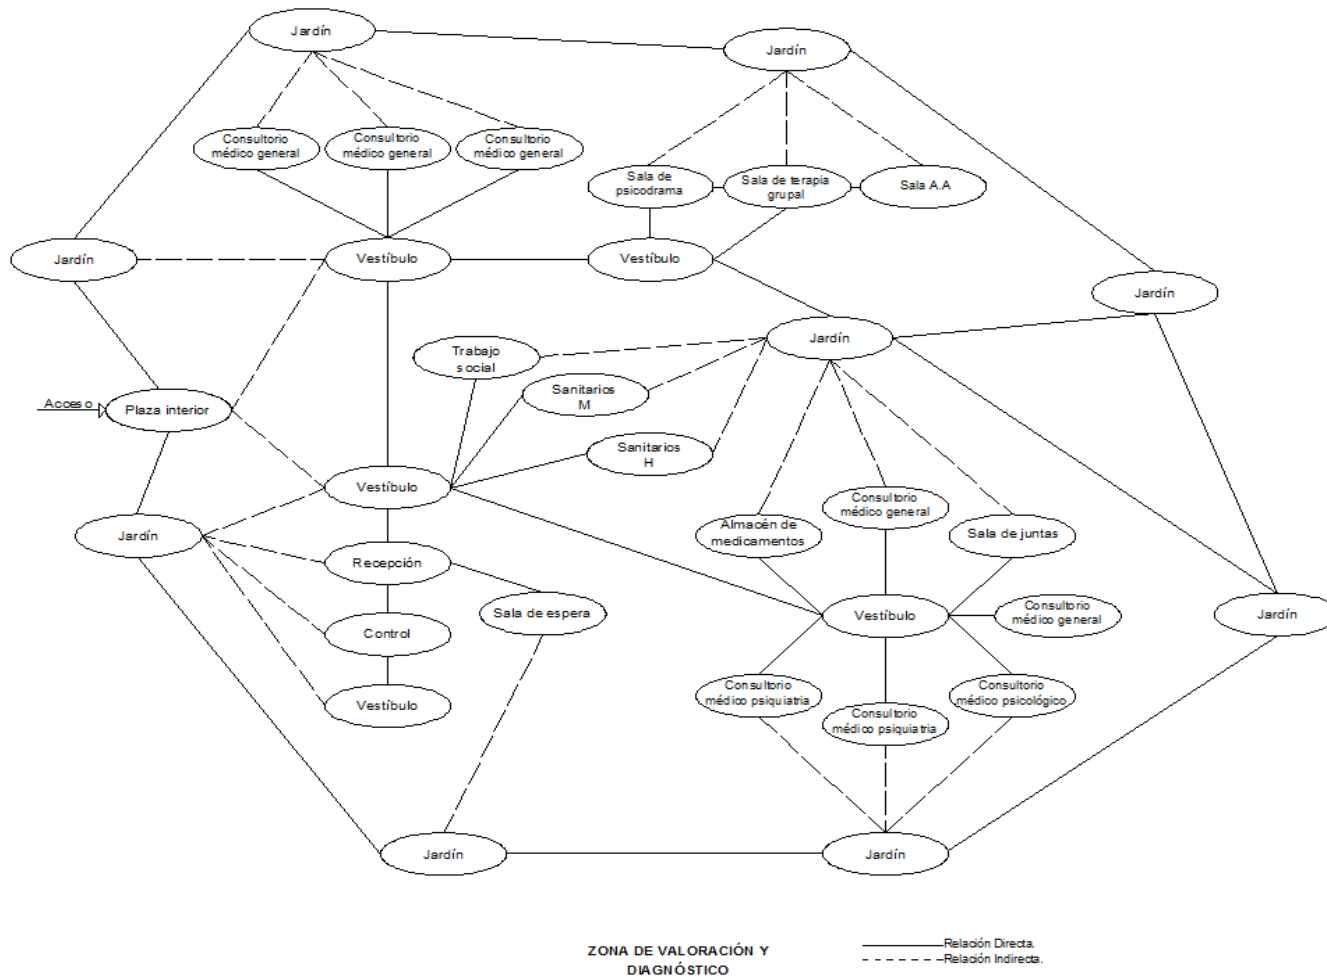 Jardín
Jardín
Consultorio
médico general
Consultorio
médico general
Consultorio
médico general
Sala de
psicodrama
Sala de terapia
grupal
Sala A.A
Jardín
Vestíbulo
Vestíbulo
Jardín
Jardín
Trabajo
social
Sanitarios
M
Acceso
Plaza interior
Sanitarios
H
Vestíbulo
Consultorio
médico general
Jardín
Almacén de
medicamentos
Sala de juntas
Recepción
Sala de espera
Vestíbulo
Consultorio
médico general
Jardín
Control
Consultorio
médico psiquiatria
Consultorio
médico psiquiatria
Consultorio
médico psicológico
Vestíbulo
Jardín
Jardín
ZONA DE VALORACIÓN Y
DIAGNÓSTICO
Relación Directa.
Relación Indirecta.